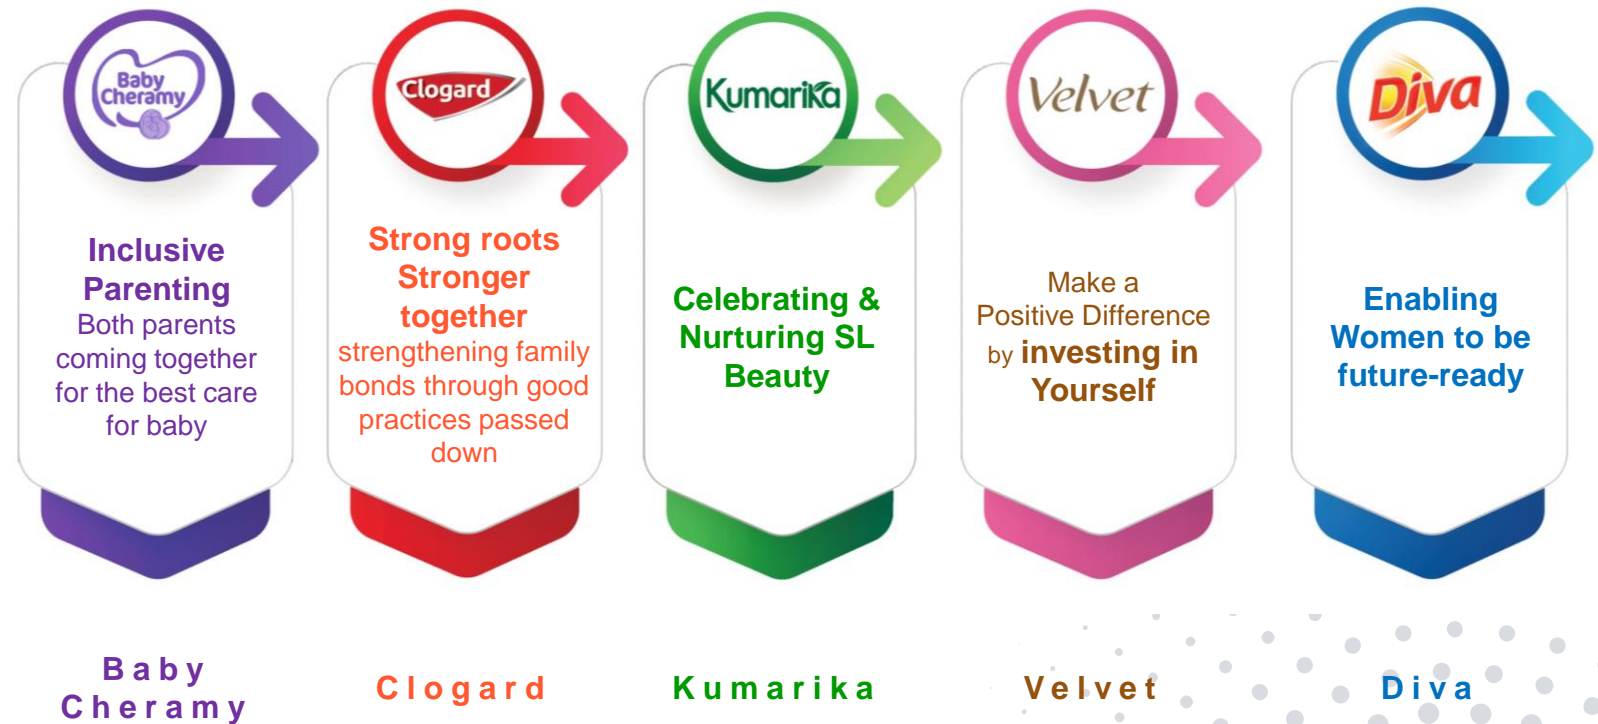 Baby
Cheramy
Inclusive
Parenting
Both parents
coming together
for the best care
for baby
Baby
Cheramy
Clogard
Strong roots
Stronger
together
strengthening family
bonds through good
practices passed
down
Clogard
Kumarika
Celebrating &
Nurturing SL
Beauty
Kumarika
Velvet
Make a
Positive Difference
by investing in
Yourself
Velvet
Diva
Enabling
Women to be
future-ready
Diva